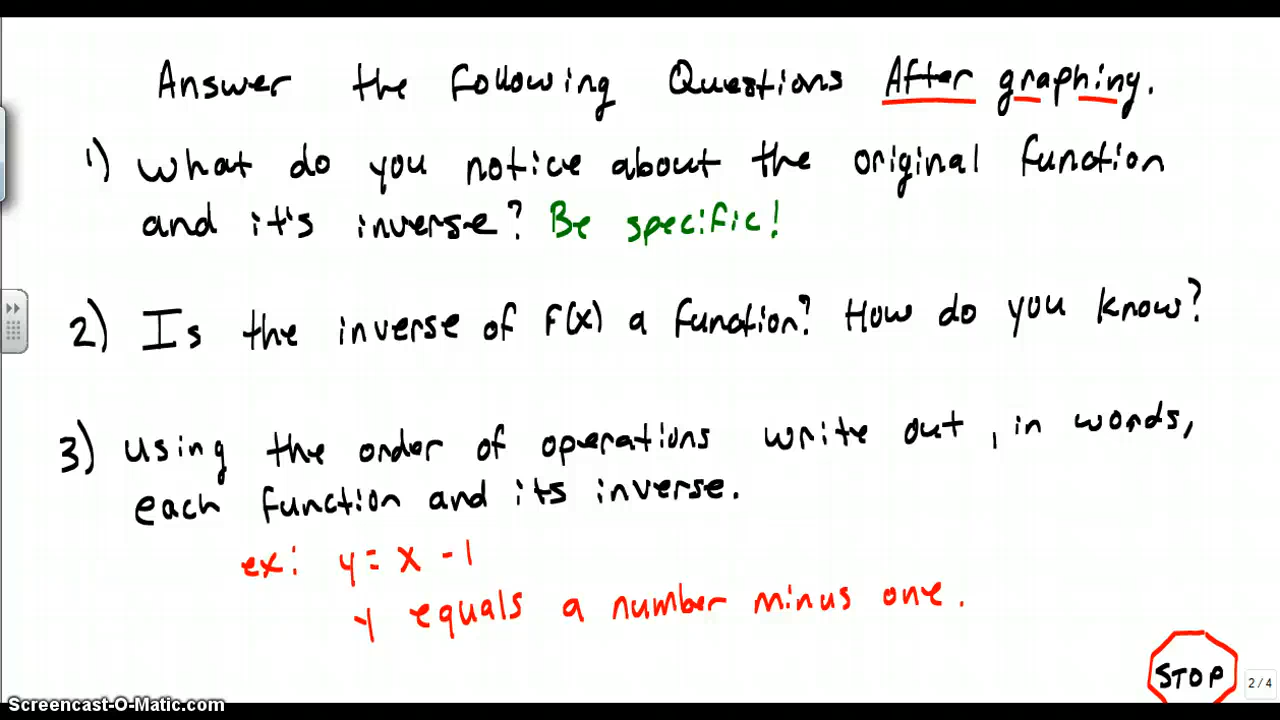 Answer the following Questions After graphing.
1) What do you notice about the original function
and it's inverse? Be specific!
2) Is the inverse of f(x) a function? How do you know?
3) Using the order of operations write out, in words,
each function and its inverse.
ex: y = x - 1
y equals a number minus one.
STOP
2/4
Screencast-O-Matic.com